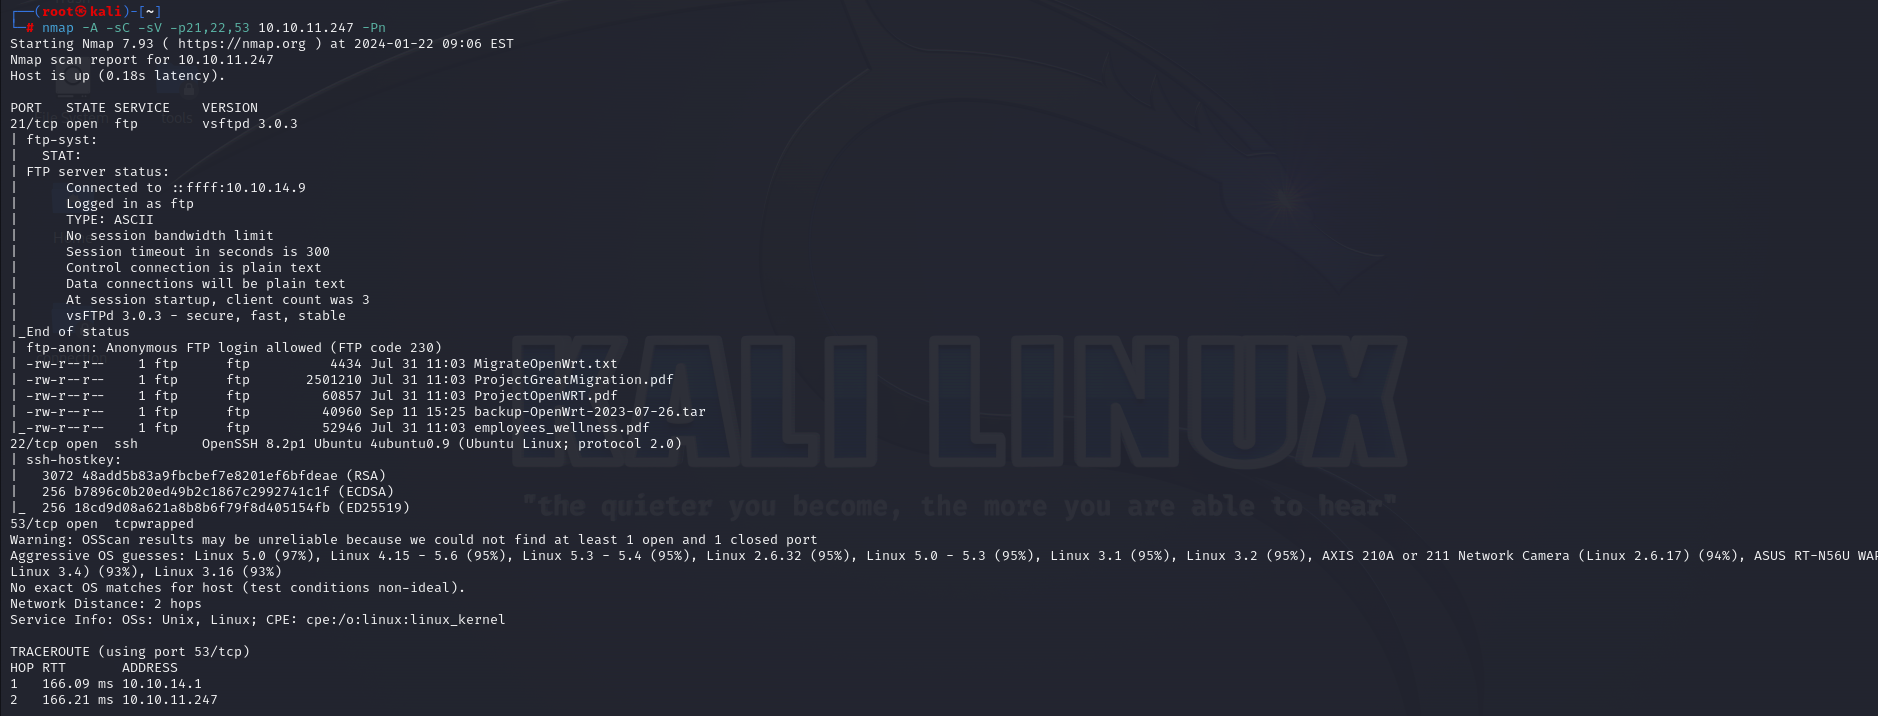 ┌──(root㉿kali)-[~]
└─# nmap -A -sC -sV -p21,22,53 10.10.11.247 -Pn
Starting Nmap 7.93 ( https://nmap.org ) at 2024-01-22 09:06 EST
Nmap scan report for 10.10.11.247
Host is up (0.18s latency).

PORT   STATE SERVICE    VERSION
21/tcp open  ftp        vsftpd 3.0.3
| ftp-syst:
|   STAT:
| FTP server status:
|      Connected to ::ffff:10.10.14.9
|      Logged in as ftp
|      TYPE: ASCII
|      No session bandwidth limit
|      Session timeout in seconds is 300
|      Control connection is plain text
|      Data connections will be plain text
|      At session startup, client count was 3
|      vsFTPd 3.0.3 - secure, fast, stable
|_End of status
| ftp-anon: Anonymous FTP login allowed (FTP code 230)
| -rw-r--r--    1 ftp      ftp          4434 Jul 31 11:03 MigrateOpenWrt.txt
| -rw-r--r--    1 ftp      ftp       2501210 Jul 31 11:03 ProjectGreatMigration.pdf
| -rw-r--r--    1 ftp      ftp         60857 Jul 31 11:03 ProjectOpenWRT.pdf
| -rw-r--r--    1 ftp      ftp         40960 Sep 11 15:25 backup-OpenWrt-2023-07-26.tar
|_-rw-r--r--    1 ftp      ftp         52946 Jul 31 11:03 employees_wellness.pdf
22/tcp open  ssh        OpenSSH 8.2p1 Ubuntu 4ubuntu0.9 (Ubuntu Linux; protocol 2.0)
| ssh-hostkey:
|   3072 48add5b83a9fbcbef7e8201ef6bfdeae (RSA)
|   256 b7896c0b20ed49b2c1867c2992741c1f (ECDSA)
|_  256 18cd9d08a621a8b8b6f79f8d405154fb (ED25519)
53/tcp open  tcpwrapped
Warning: OSScan results may be unreliable because we could not find at least 1 open and 1 closed port
Aggressive OS guesses: Linux 5.0 (97%), Linux 4.15 - 5.6 (95%), Linux 5.3 - 5.4 (95%), Linux 2.6.32 (95%), Linux 5.0 - 5.3 (95%), Linux 3.1 (95%), Linux 3.2 (95%), AXIS 210A or 211 Network Camera (Linux 2.6.17) (94%), ASUS RT-N56U WAP
Linux 3.4) (93%), Linux 3.16 (93%)
No exact OS matches for host (test conditions non-ideal).
Network Distance: 2 hops
Service Info: OSs: Unix, Linux; CPE: cpe:/o:linux:linux_kernel

TRACEROUTE (using port 53/tcp)
HOP RTT       ADDRESS
1   166.09 ms 10.10.14.1
2   166.21 ms 10.10.11.247
Tools
KALI LINUX
"the quieter you become, the more you are able to hear"